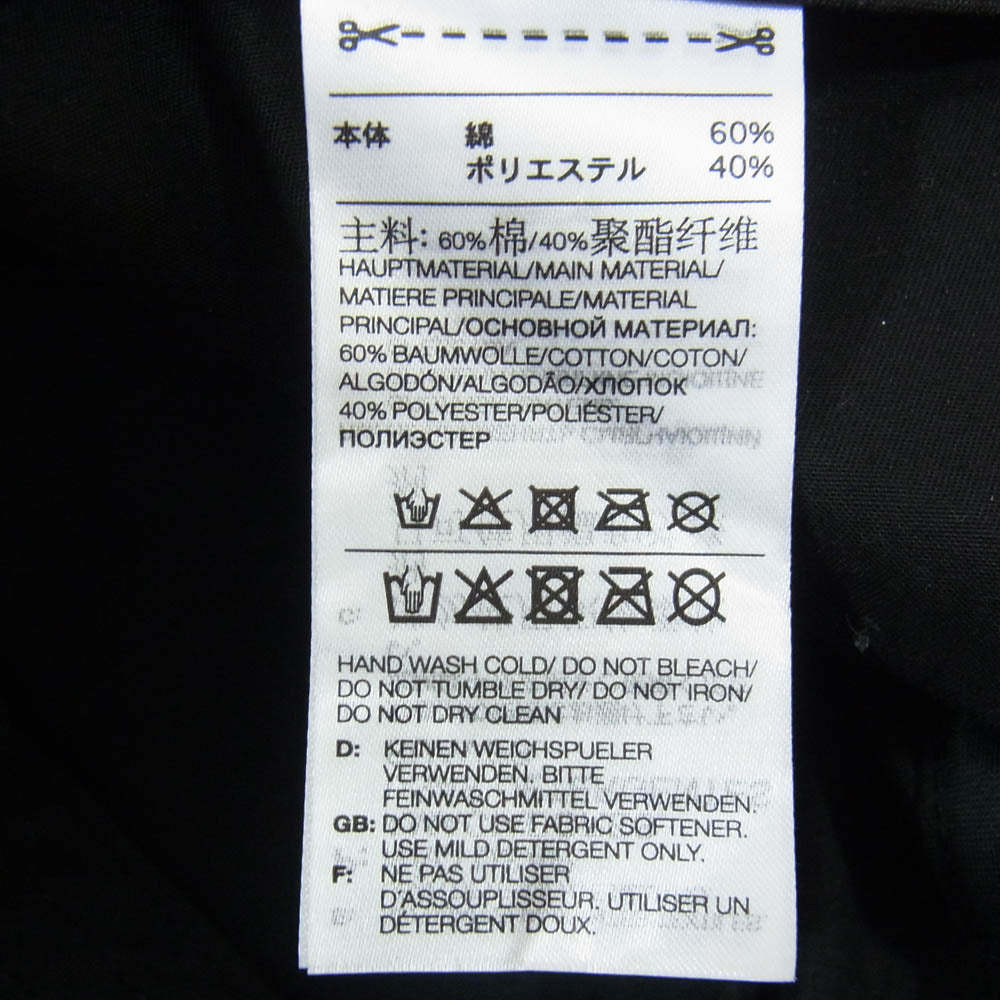 本体 綿 60%
ポリエステル 40%
主料: 60%棉/40%聚酯纤维
HAUPTMATERIAL/MAIN MATERIAL/
MATIERE PRINCIPALE/MATERIAL
PRINCIPAL/ОСНОВНОЙ МАТЕРИАЛ:
60% BAUMWOLLE/COTTON/COTON/
ALGODÓN/ALGODÃO/ХЛОПОК
40% POLYESTER/POLIÉSTER/
ПОЛИЭСТЕР
HAND WASH COLD/ DO NOT BLEACH/
DO NOT TUMBLE DRY/ DO NOT IRON/
DO NOT DRY CLEAN
D: KEINEN WEICHSPUELER
VERWENDEN. BITTE
FEINWASCHMITTEL VERWENDEN.
GB: DO NOT USE FABRIC SOFTENER.
USE MILD DETERGENT ONLY.
F: NE PAS UTILISER
D'ASSOUPLISSEUR. UTILISER UN
DÉTERGENT DOUX.